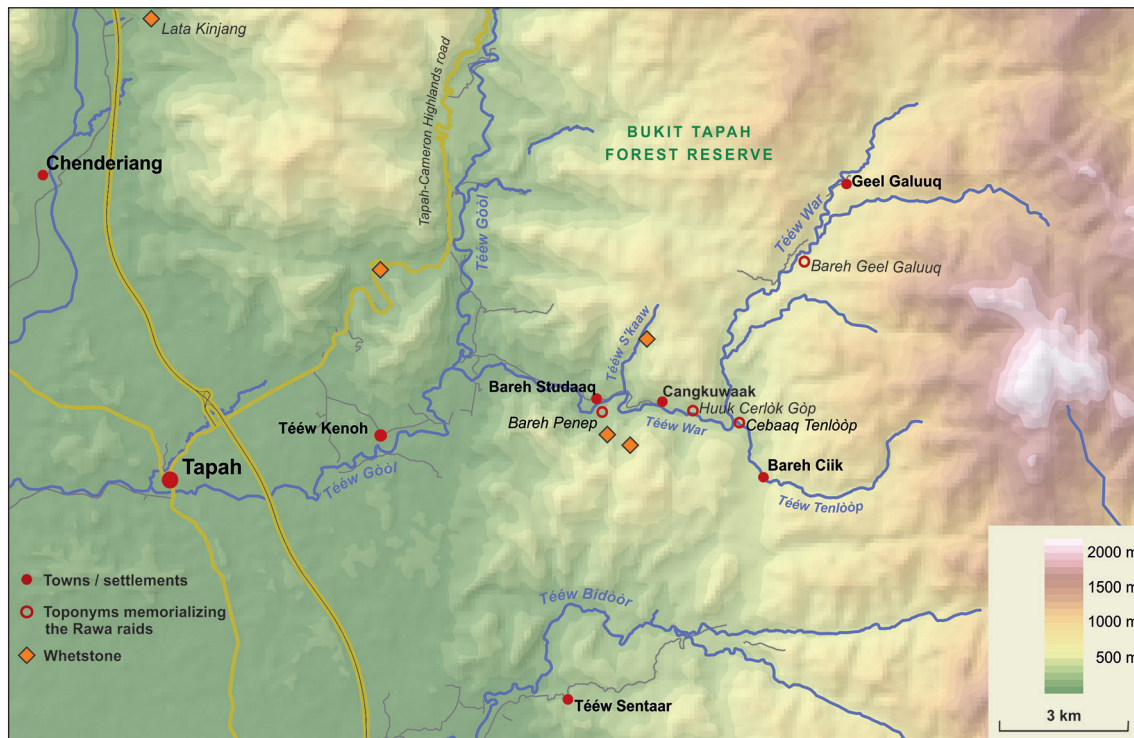 Lata Kinjang
Tapah-Cameron Highlands road
BUKIT TAPAH
FOREST RESERVE
Chenderiang
Geel Galuuq
Tééw Gòòl
Tééw War
Bareh Geel Galuuq
Tééw S'kaaw
Bareh Studaaq
Cangkuwaak
Huuk Cerlòk Gòp
Bareh Penep
Tééw War
Cebaaq Tenlòòp
Tééw Kenoh
Tapah
Tééw Gòòl
Bareh Ciik
Tééw Tenlòòp
Towns / settlements
Toponyms memorializing
the Rawa raids
Whetstone
Tééw Bidòòr
Tééw Sentaar
2000 m
1500 m
1000 m
500 m
3 km